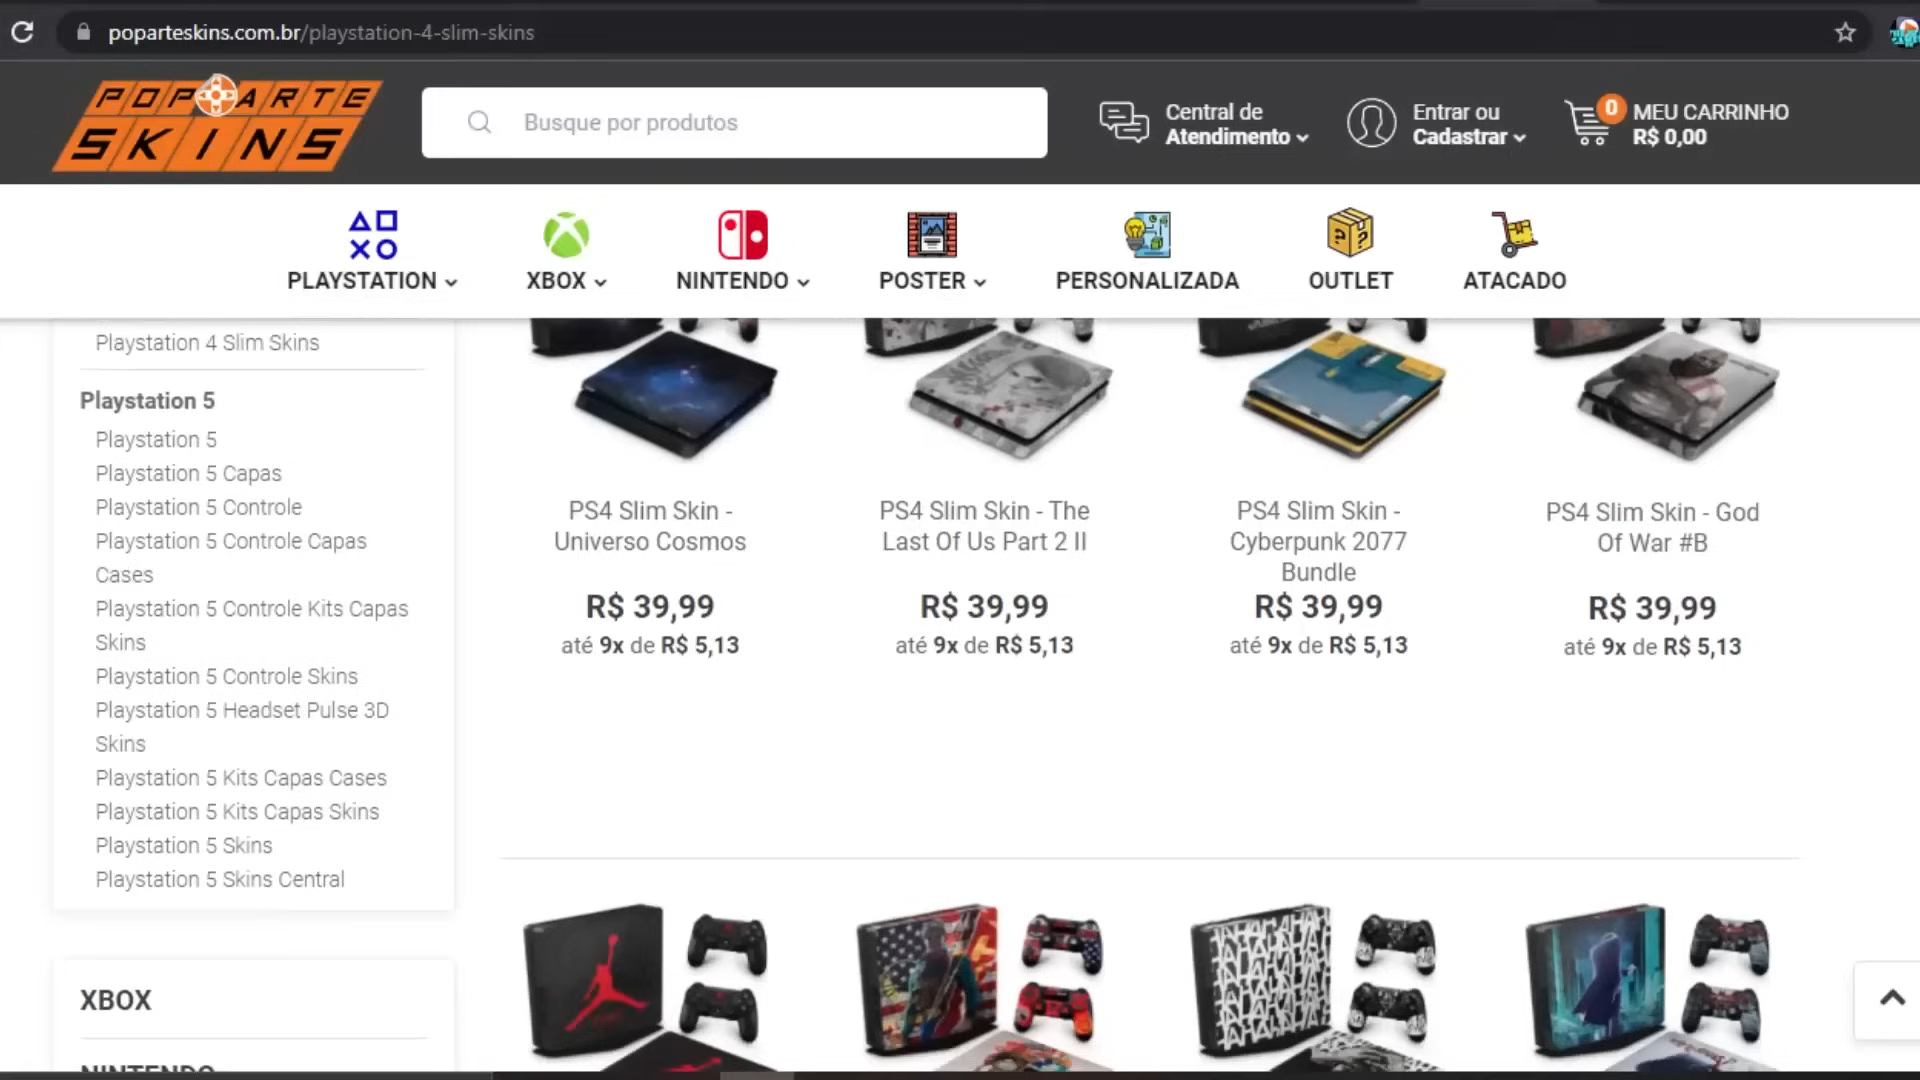 poparteskins.com.br/playstation-4-slim-skins
POP ARTE
SKINS
Busque por produtos
Central de
Atendimento
Entrar ou
Cadastrar
0
MEU CARRINHO
R$ 0,00
PLAYSTATION
XBOX
NINTENDO
POSTER
PERSONALIZADA
OUTLET
ATACADO
Playstation 4 Slim Skins
Playstation 5
Playstation 5
Playstation 5 Capas
Playstation 5 Controle
Playstation 5 Controle Capas
Cases
Playstation 5 Controle Kits Capas
Skins
Playstation 5 Controle Skins
Playstation 5 Headset Pulse 3D
Skins
Playstation 5 Kits Capas Cases
Playstation 5 Kits Capas Skins
Playstation 5 Skins
Playstation 5 Skins Central
XBOX
NINTENDO
PS4 Slim Skin -
Universo Cosmos
R$ 39,99
até 9x de R$ 5,13
PS4 Slim Skin - The
Last Of Us Part 2 II
R$ 39,99
até 9x de R$ 5,13
PS4 Slim Skin -
Cyberpunk 2077
Bundle
R$ 39,99
até 9x de R$ 5,13
PS4 Slim Skin - God
Of War #B
R$ 39,99
até 9x de R$ 5,13